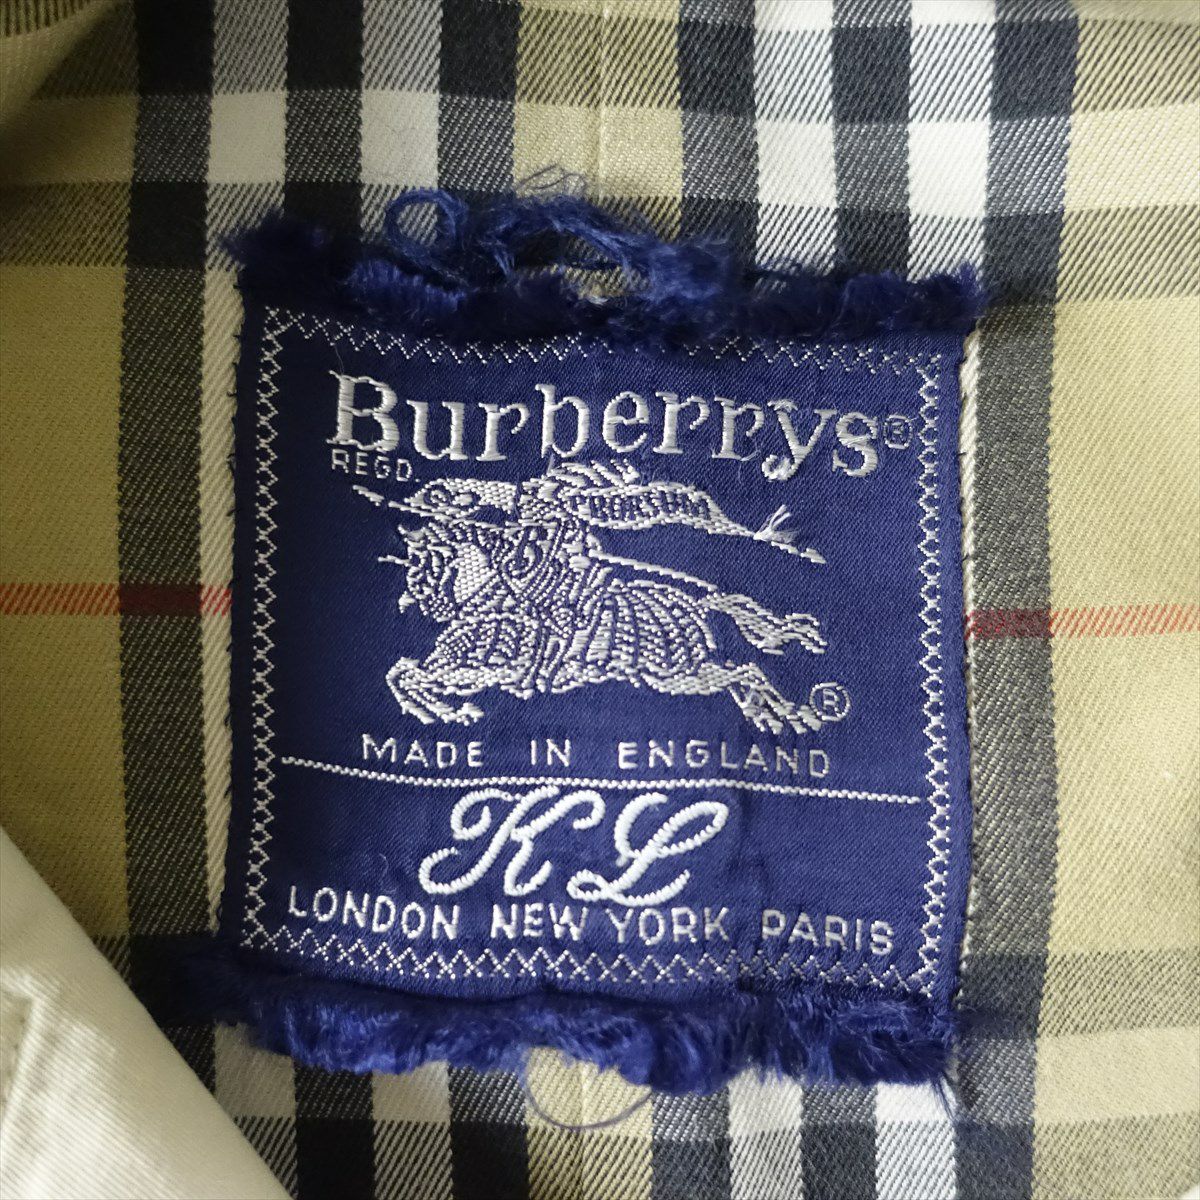 Burberrys®
REGD.
PRORSUM
®
MADE IN ENGLAND
KL
LONDON NEW YORK PARIS